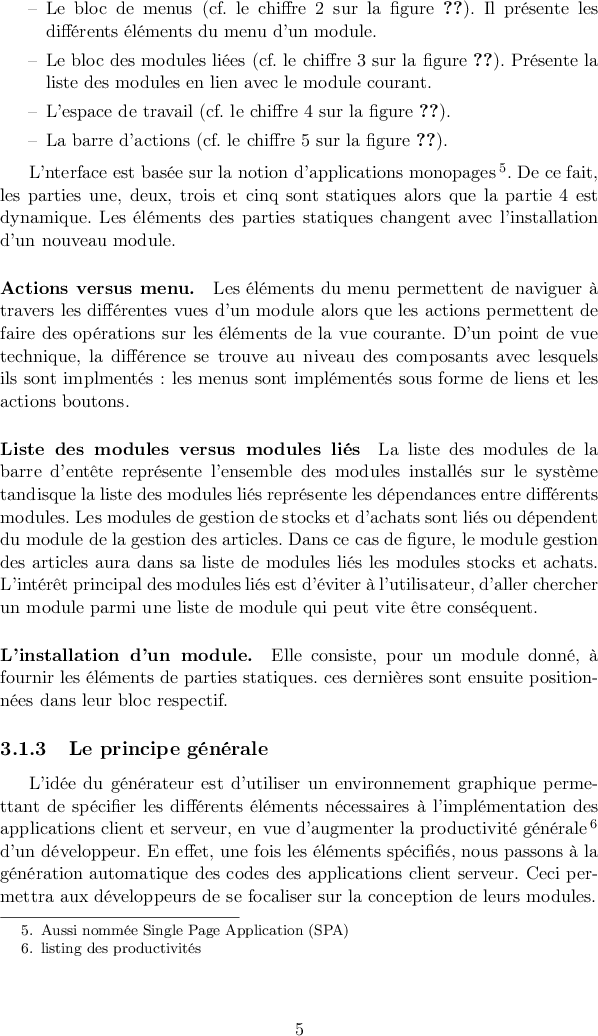 – Le bloc de menus (cf. le chiffre 2 sur la figure ??). Il présente les
différents éléments du menu d'un module.
– Le bloc des modules liées (cf. le chiffre 3 sur la figure ??). Présente la
liste des modules en lien avec le module courant.
– L'espace de travail (cf. le chiffre 4 sur la figure ??).
– La barre d'actions (cf. le chiffre 5 sur la figure ??).
L'nterface est basée sur la notion d'applications monopages 5. De ce fait,
les parties une, deux, trois et cinq sont statiques alors que la partie 4 est
dynamique. Les éléments des parties statiques changent avec l'installation
d'un nouveau module.
Actions versus menu. Les éléments du menu permettent de naviguer à
travers les différentes vues d'un module alors que les actions permettent de
faire des opérations sur les éléments de la vue courante. D'un point de vue
technique, la différence se trouve au niveau des composants avec lesquels
ils sont implmentés : les menus sont implémentés sous forme de liens et les
actions boutons.
Liste des modules versus modules liés La liste des modules de la
barre d'entête représente l'ensemble des modules installés sur le système
tandisque la liste des modules liés représente les dépendances entre différents
modules. Les modules de gestion de stocks et d'achats sont liés ou dépendent
du module de la gestion des articles. Dans ce cas de figure, le module gestion
des articles aura dans sa liste de modules liés les modules stocks et achats.
L'intérêt principal des modules liés est d'éviter à l'utilisateur, d'aller chercher
un module parmi une liste de module qui peut vite être conséquent.
L'installation d'un module. Elle consiste, pour un module donné, à
fournir les éléments de parties statiques. ces dernières sont ensuite position-
nées dans leur bloc respectif.
3.1.3 Le principe générale
L'idée du générateur est d'utiliser un environnement graphique perme-
ttant de spécifier les différents éléments nécessaires à l'implémentation des
applications client et serveur, en vue d'augmenter la productivité générale 6
d'un développeur. En effet, une fois les éléments spécifiés, nous passons à la
génération automatique des codes des applications client serveur. Ceci per-
mettra aux développeurs de se focaliser sur la conception de leurs modules.
5. Aussi nommée Single Page Application (SPA)
6. listing des productivités
5